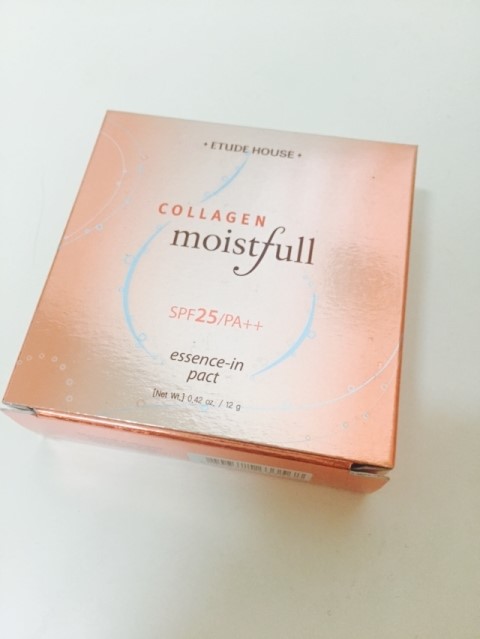 • ETUDE HOUSE •
COLLAGEN
moistfull
SPF25/PA++
essence-in
pact
[Net Wt.] 0.42 oz. / 12 g